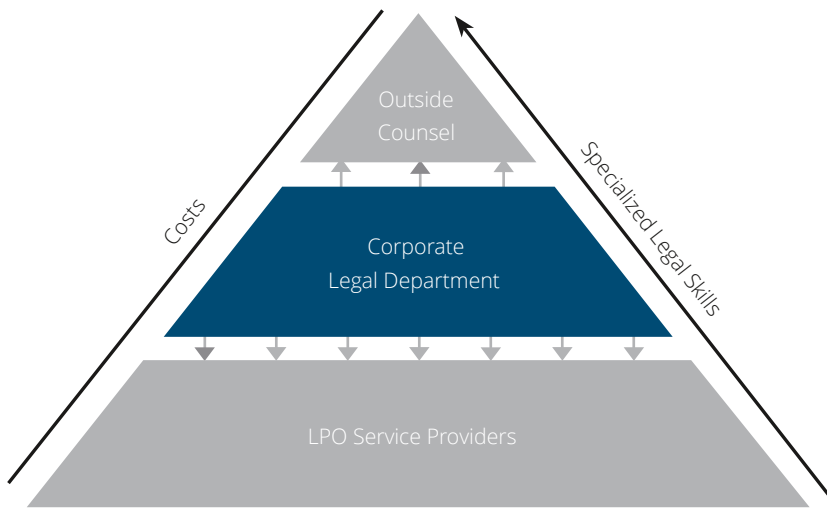 Outside
Counsel
Costs
Specialized Legal Skills
Corporate
Legal Department
LPO Service Providers